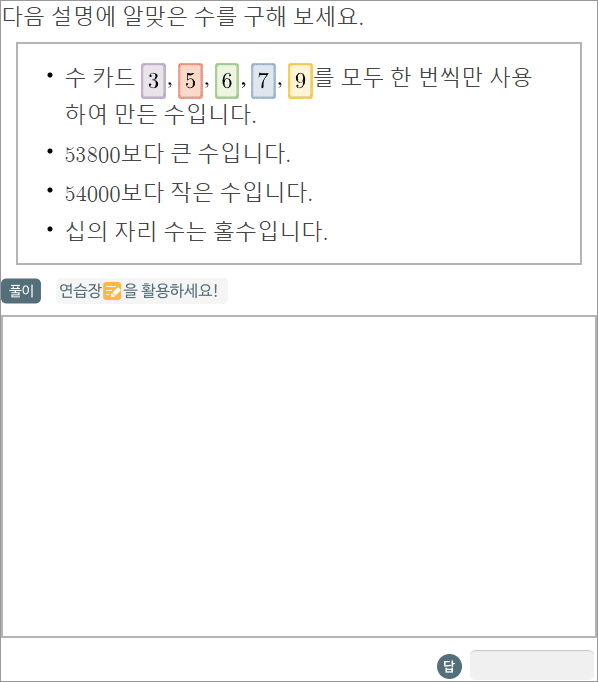 다음 설명에 알맞은 수를 구해 보세요.
• 수 카드 3, 5, 6, 7, 9를 모두 한 번씩만 사용
하여 만든 수입니다.
• 53800보다 큰 수입니다.
• 54000보다 작은 수입니다.
• 십의 자리 수는 홀수입니다.
풀이 연습장을 활용하세요!
답